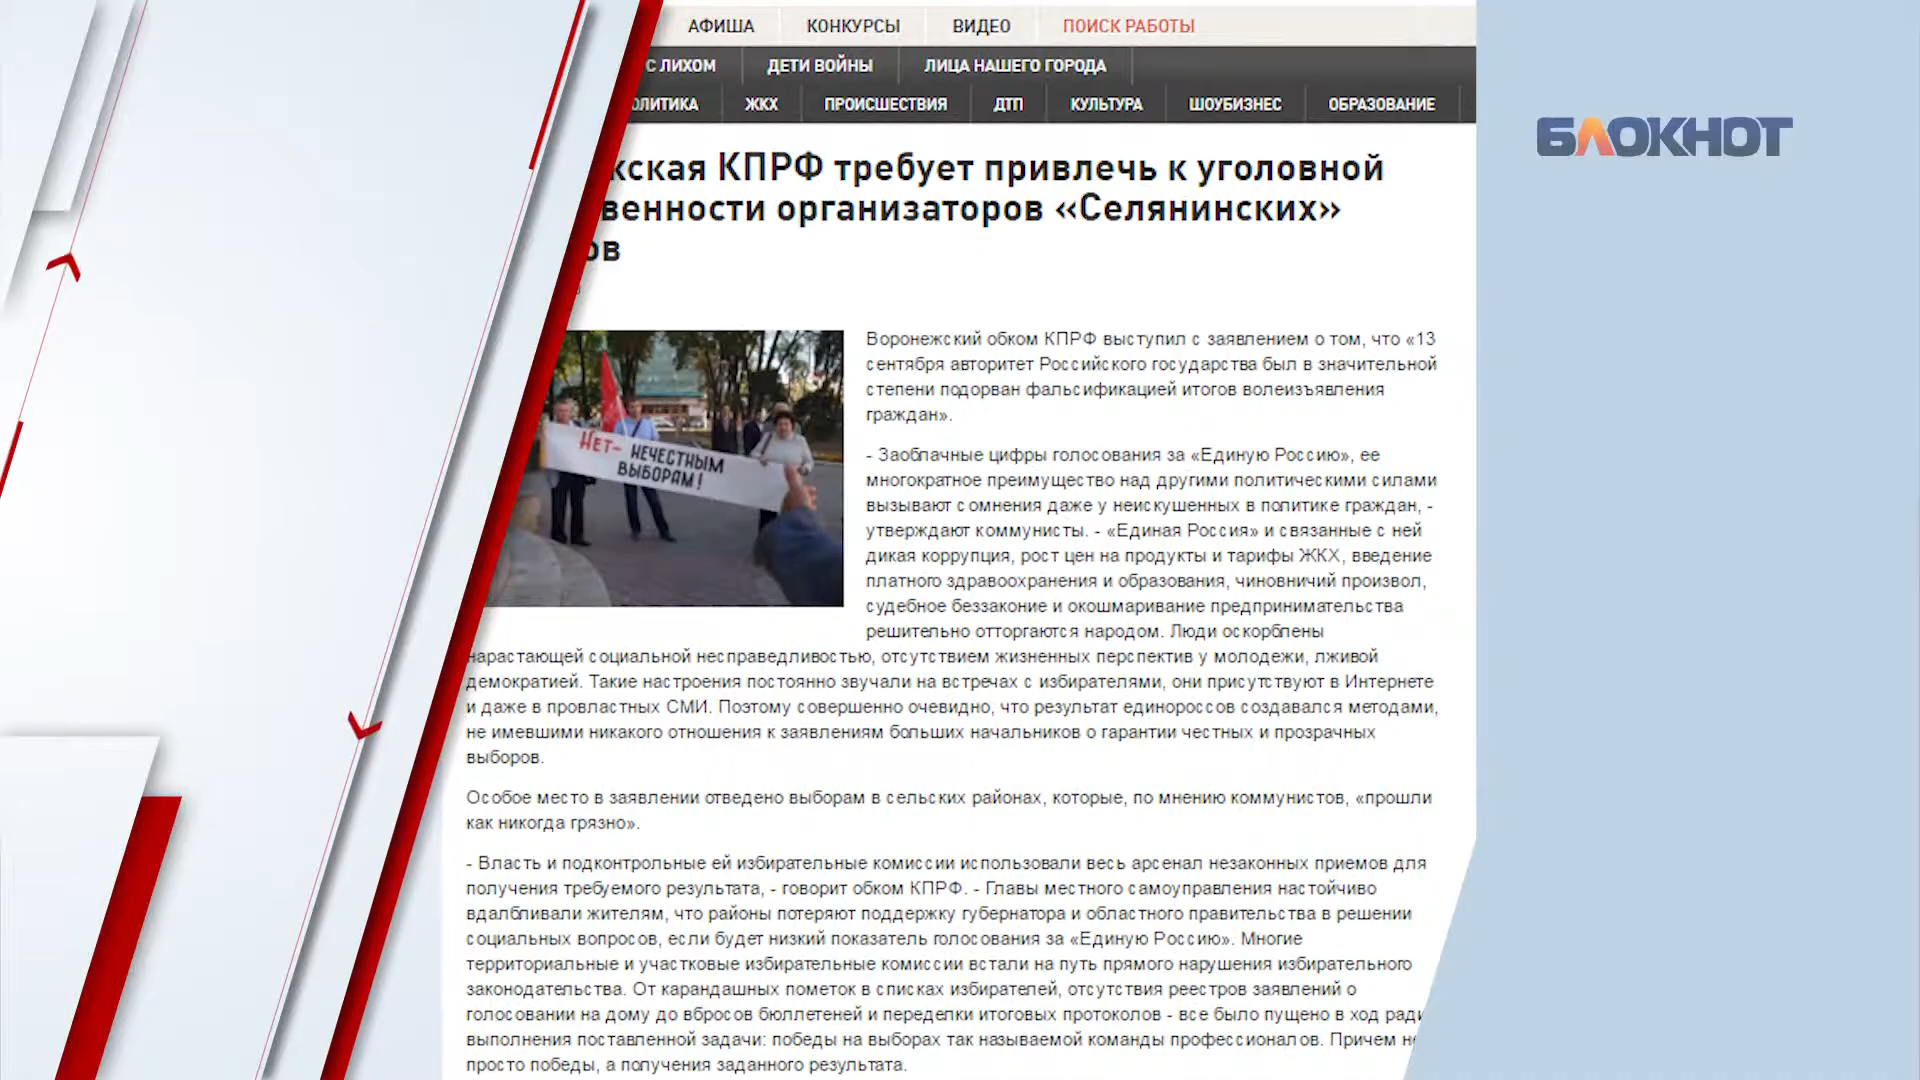 АФИША КОНКУРСЫ ВИДЕО ПОИСК РАБОТЫ
С ЛИХОМ ДЕТИ ВОЙНЫ ЛИЦА НАШЕГО ГОРОДА
ОЛИТИКА ЖКХ ПРОИСШЕСТВИЯ ДТП КУЛЬТУРА ШОУБИЗНЕС ОБРАЗОВАНИЕ
БЛОКНОТ
жская КПРФ требует привлечь к уголовной
венности организаторов «Селянинских»
ов
НЕТ- НЕЧЕСТНЫМ
ВЫБОРАМ!
Воронежский обком КПРФ выступил с заявлением о том, что «13
сентября авторитет Российского государства был в значительной
степени подорван фальсификацией итогов волеизъявления
граждан».
- Заоблачные цифры голосования за «Единую Россию», ее
многократное преимущество над другими политическими силами
вызывают сомнения даже у неискушенных в политике граждан, -
утверждают коммунисты. - «Единая Россия» и связанные с ней
дикая коррупция, рост цен на продукты и тарифы ЖКХ, введение
платного здравоохранения и образования, чиновничий произвол,
судебное беззаконие и окошмаривание предпринимательства
решительно отторгаются народом. Люди оскорблены
нарастающей социальной несправедливостью, отсутствием жизненных перспектив у молодежи, лживой
демократией. Такие настроения постоянно звучали на встречах с избирателями, они присутствуют в Интернете
и даже в провластных СМИ. Поэтому совершенно очевидно, что результат единороссов создавался методами,
не имевшими никакого отношения к заявлениям больших начальников о гарантии честных и прозрачных
выборов.
Особое место в заявлении отведено выборам в сельских районах, которые, по мнению коммунистов, «прошли
как никогда грязно».
- Власть и подконтрольные ей избирательные комиссии использовали весь арсенал незаконных приемов для
получения требуемого результата, - говорит обком КПРФ. - Главы местного самоуправления настойчиво
вдалбливали жителям, что районы потеряют поддержку губернатора и областного правительства в решении
социальных вопросов, если будет низкий показатель голосования за «Единую Россию». Многие
территориальные и участковые избирательные комиссии встали на путь прямого нарушения избирательного
законодательства. От карандашных пометок в списках избирателей, отсутствия реестров заявлений о
голосовании на дому до вбросов бюллетеней и переделки итоговых протоколов - все было пущено в ход ради
выполнения поставленной задачи: победы на выборах так называемой команды профессионалов. Причем не
просто победы, а получения заданного результата.